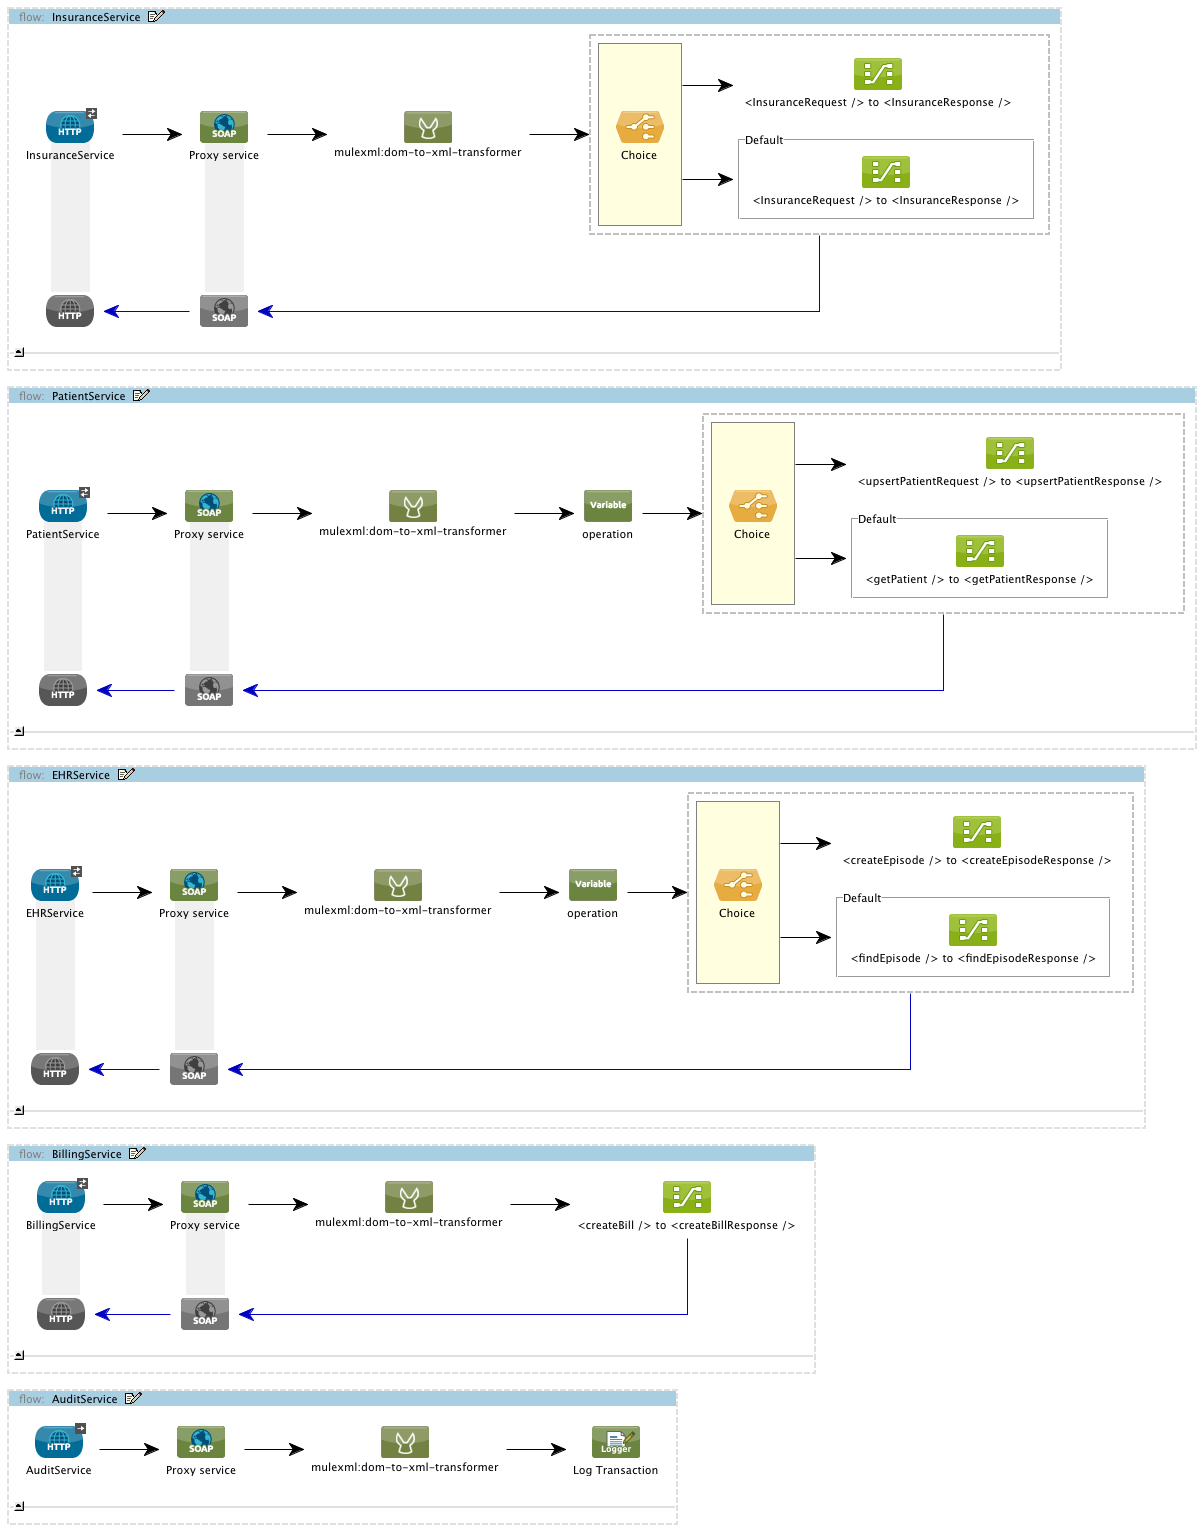 flow: InsuranceService
HTTP
InsuranceService
SOAP
Proxy service
mulexml:dom-to-xml-transformer
Choice
<InsuranceRequest /> to <InsuranceResponse />
Default
<InsuranceRequest /> to <InsuranceResponse />
HTTP
SOAP
flow: PatientService
HTTP
PatientService
SOAP
Proxy service
mulexml:dom-to-xml-transformer
Variable
operation
Choice
<upsertPatientRequest /> to <upsertPatientResponse />
Default
<getPatient /> to <getPatientResponse />
HTTP
SOAP
flow: EHRService
HTTP
EHRService
SOAP
Proxy service
mulexml:dom-to-xml-transformer
Variable
operation
Choice
<createEpisode /> to <createEpisodeResponse />
Default
<findEpisode /> to <findEpisodeResponse />
HTTP
SOAP
flow: BillingService
HTTP
BillingService
SOAP
Proxy service
mulexml:dom-to-xml-transformer
<createBill /> to <createBillResponse />
HTTP
SOAP
flow: AuditService
HTTP
AuditService
SOAP
Proxy service
mulexml:dom-to-xml-transformer
Logger
Log Transaction